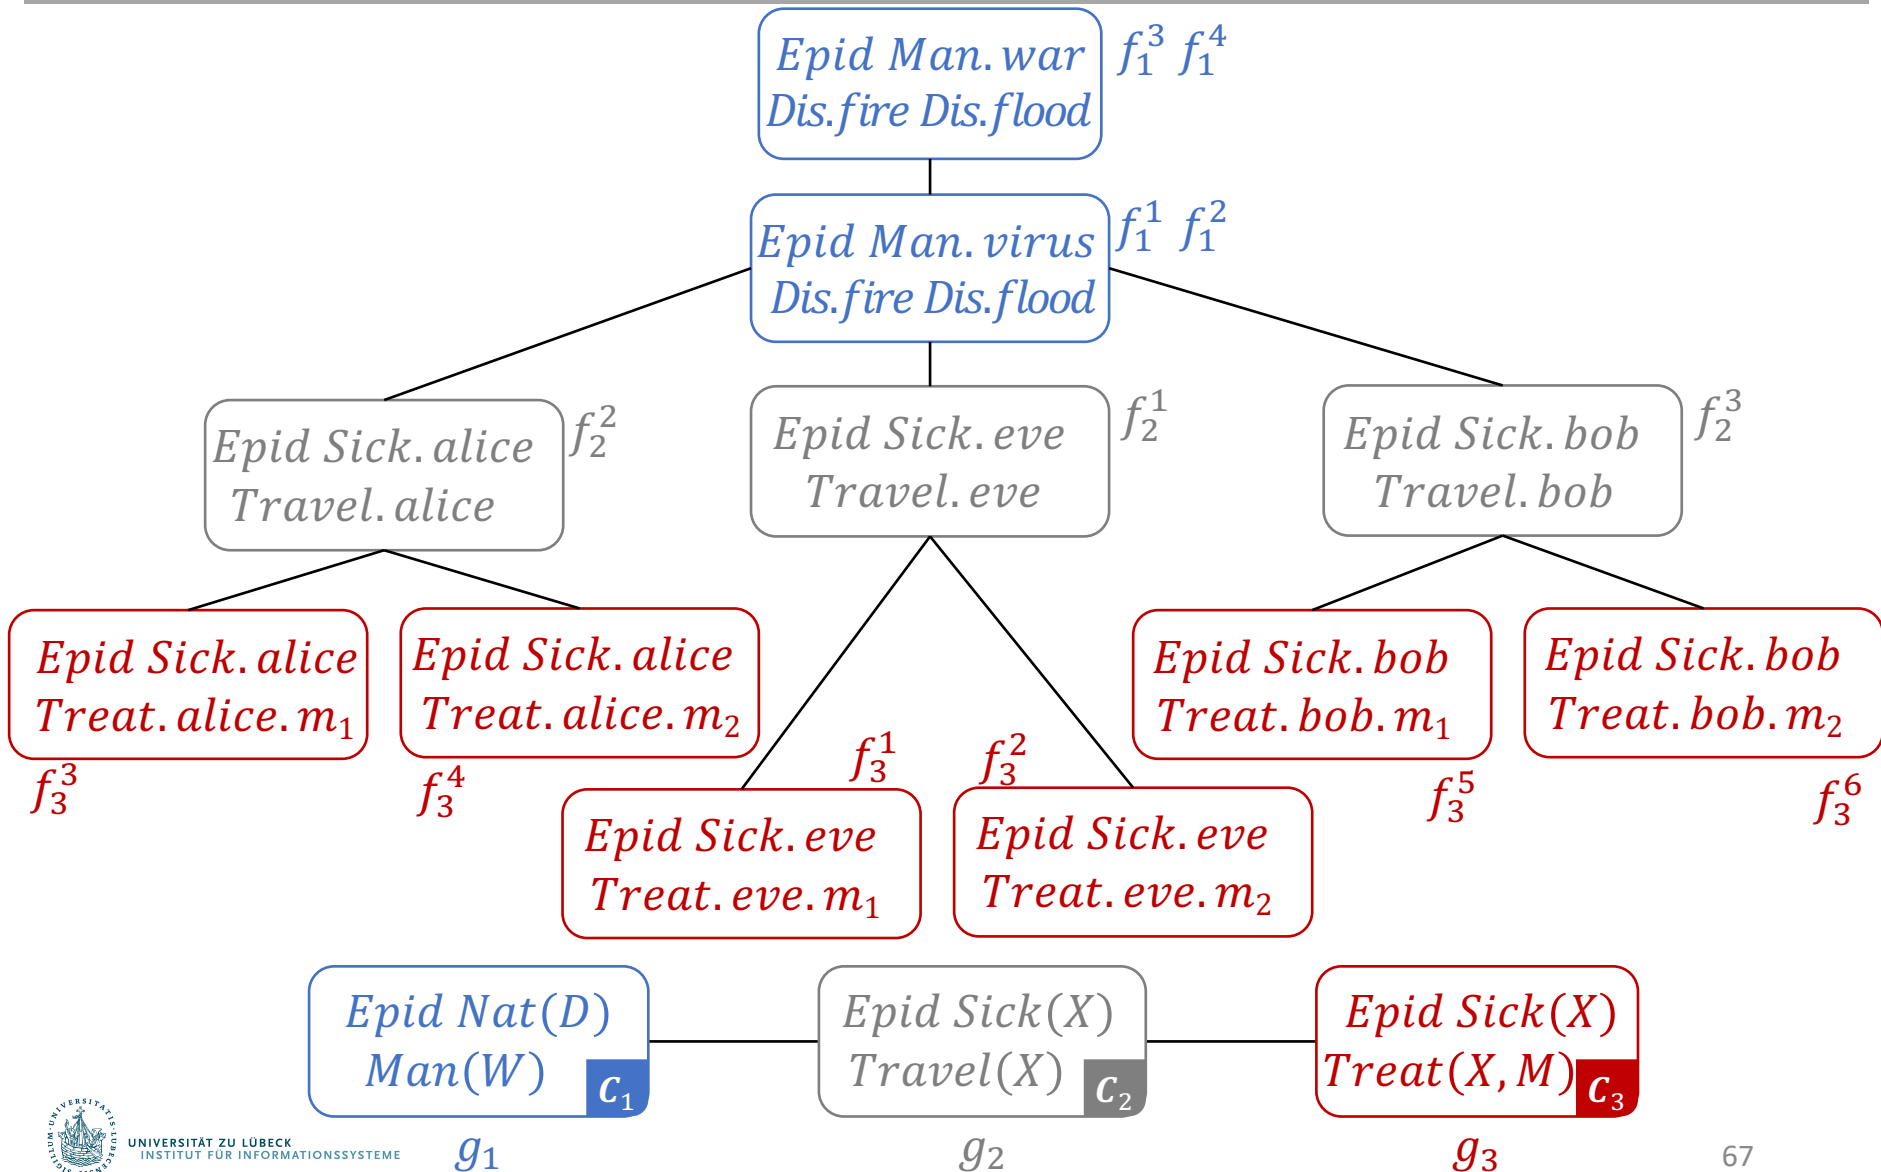 Epid Man.war
Dis.fire Dis.flood
f_1^3 f_1^4
Epid Man.virus
Dis.fire Dis.flood
f_1^1 f_1^2
Epid Sick.alice
Travel.alice
f_2^2
Epid Sick.eve
Travel.eve
f_2^1
Epid Sick.bob
Travel.bob
f_2^3
Epid Sick.alice
Treat.alice.m_1
f_3^3
Epid Sick.alice
Treat.alice.m_2
f_3^4
Epid Sick.eve
Treat.eve.m_1
f_3^1
Epid Sick.eve
Treat.eve.m_2
f_3^2
Epid Sick.bob
Treat.bob.m_1
f_3^5
Epid Sick.bob
Treat.bob.m_2
f_3^6
Epid Nat(D)
Man(W)
C_1
g_1
Epid Sick(X)
Travel(X)
C_2
g_2
Epid Sick(X)
Treat(X, M)
C_3
g_3
UNIVERSITÄT ZU LÜBECK
INSTITUT FÜR INFORMATIONSSYSTEME
67